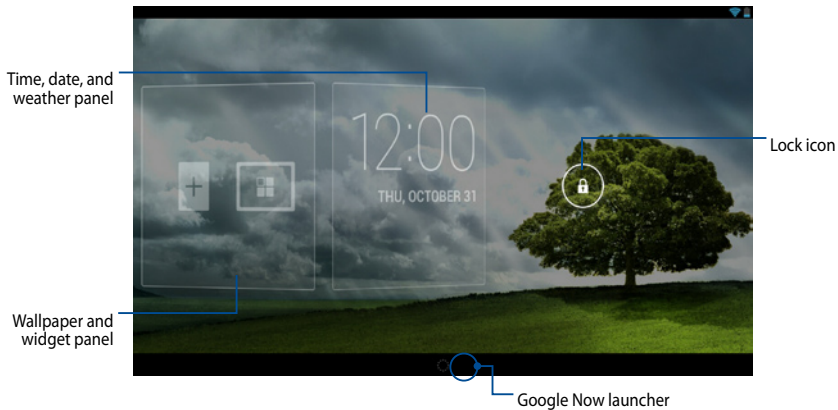 Time, date, and
weather panel
12:00
THU, OCTOBER 31
Lock icon
Wallpaper and
widget panel
Google Now launcher